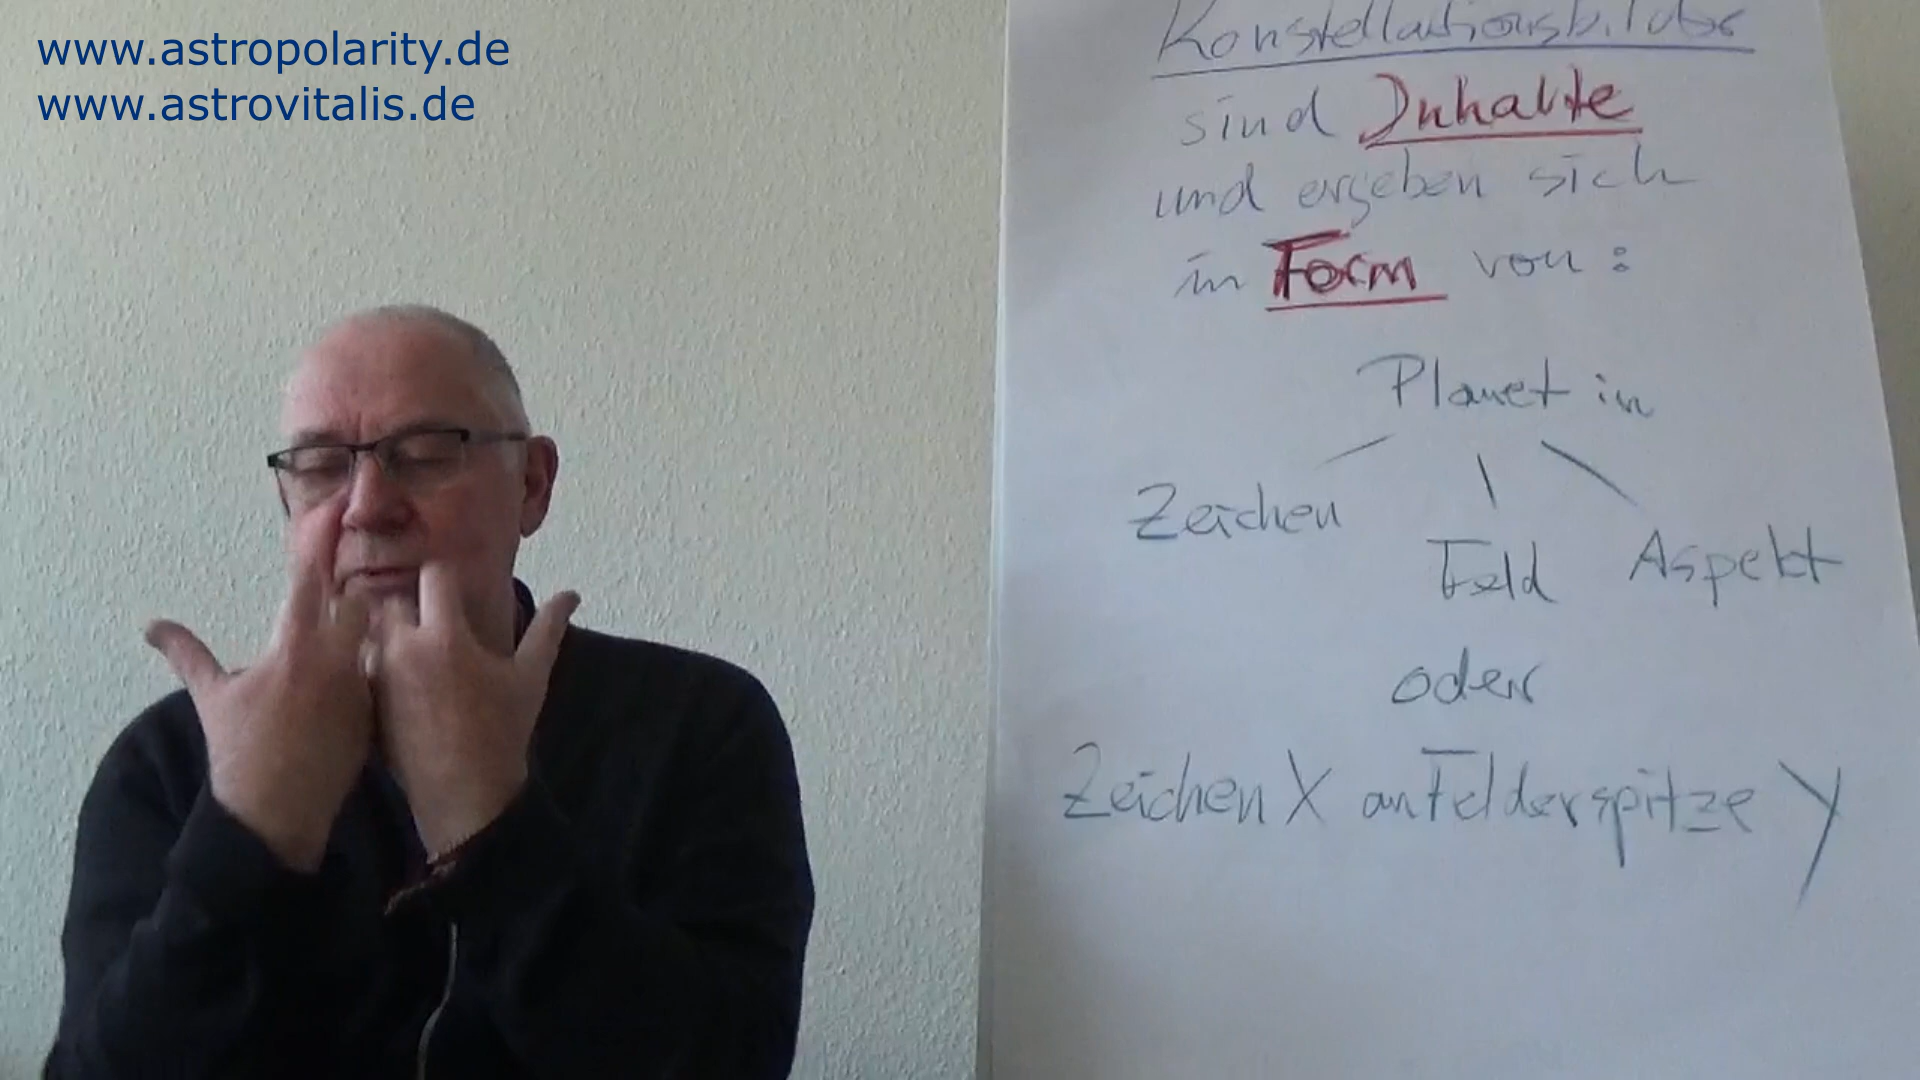 www.astropolarity.de
www.astrovitalis.de
Konstellationsbilder
sind Inhalte
und ergeben sich
in Form von:
Planet in
Zeichen
Feld
Aspekt
oder
Zeichen X an Felderspitze Y